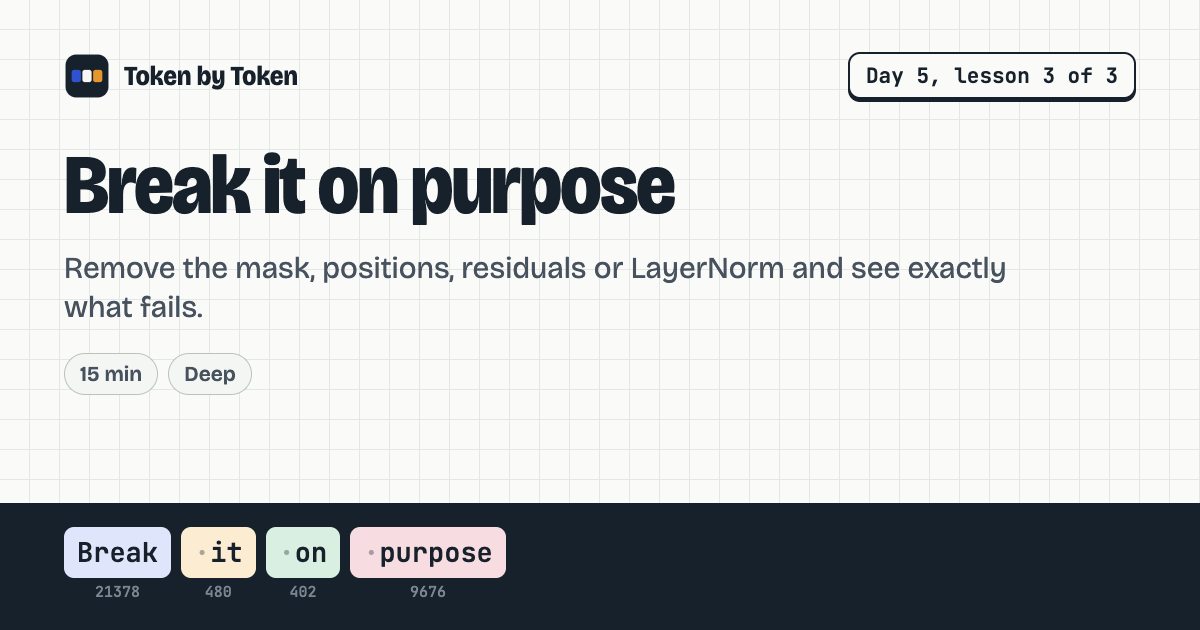 Token by Token
Day 5, lesson 3 of 3
Break it on purpose
Remove the mask, positions, residuals or LayerNorm and see exactly
what fails.
15 min
Deep
Break ·it ·on ·purpose
21378 480 402 9676